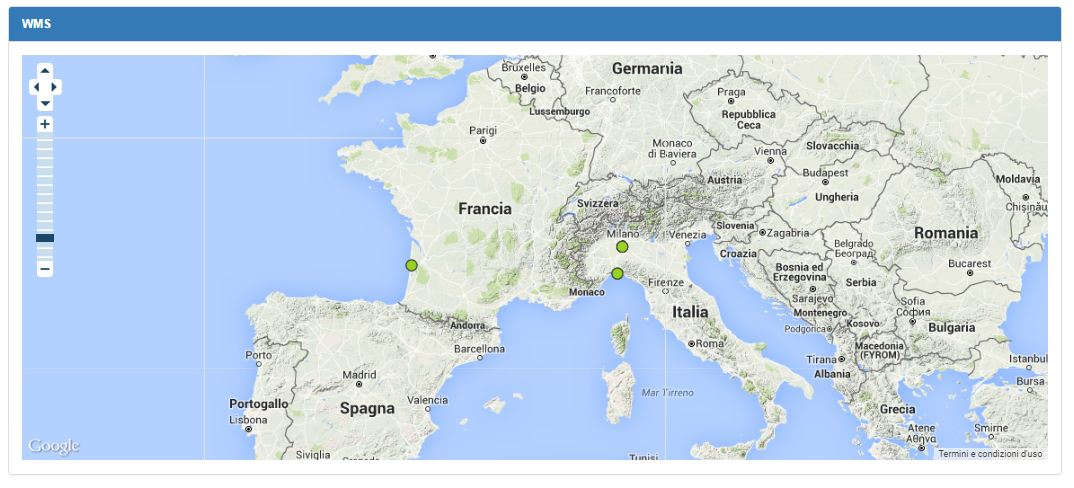 WMS
Bruxelles
Belgio
Germania
Francoforte
Praga
Repubblica
Ceca
Lussemburgo
Parigi
Monaco
di Baviera
Vienna
Slovacchia
Budapest
Austria
Ungheria
Moldavia
Chișinău
Francia
Svizzera
Milano
Venezia
Slovenia
Zagabria
Romania
Croazia
Belgrado
Београд
Bosnia ed
Erzegovina
Serbia
Bucarest
Monaco
Firenze
Sarajevo
Montenegro
Sofia
София
Italia
Podgorica
Kosovo
Bulgaria
Andorra
Barcellona
Roma
Macedonia
(FYROM)
Tirana
Albania
Istanbul
Bursa
Porto
Madrid
Valencia
Mar Tirreno
Portogallo
Lisbona
Spagna
Grecia
Atene
Αθήνα
Smirne
Siviglia
Google
Termini e condizioni d'uso